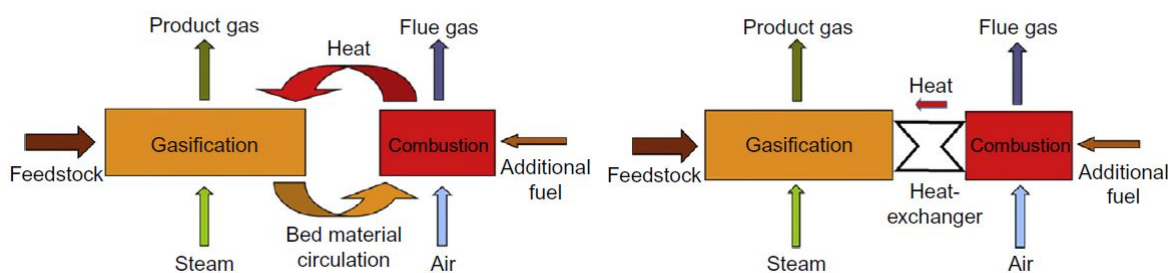 Product gas
Flue gas
Heat
Gasification
Combustion
Feedstock
Additional
fuel
Bed material
circulation
Steam
Air
Product gas
Flue gas
Heat
Gasification
Combustion
Feedstock
Additional
fuel
Heat-
exchanger
Steam
Air